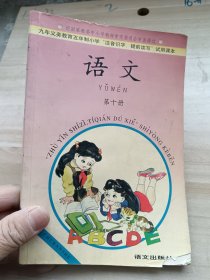 九年义务教育五年制小学“注音识字，提前读写”试用课本
语文
YǓWÉN
第十册
ZHÙ YĪN SHÍZÌ, TÍQIÁN DÚ XIĚ SHÌYÒNG KÈBĚN
ABCDE
语文出版社